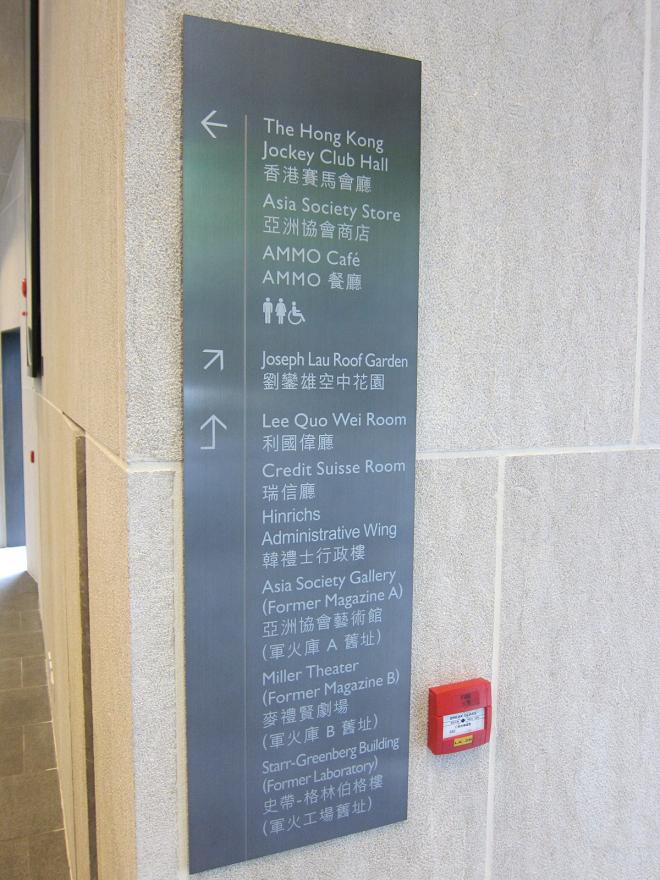 The Hong Kong
Jockey Club Hall
香港賽馬會廳
Asia Society Store
亞洲協會商店
AMMO Café
AMMO 餐廳
Joseph Lau Roof Garden
劉鑾雄空中花園
Lee Quo Wei Room
利國偉廳
Credit Suisse Room
瑞信廳
Hinrichs
Administrative Wing
韓禮士行政樓
Asia Society Gallery
(Former Magazine A)
亞洲協會藝術館
(軍火庫 A 舊址)
Miller Theater
(Former Magazine B)
麥禮賢劇場
(軍火庫 B 舊址)
Starr-Greenberg Building
(Former Laboratory)
史帶-格林伯格樓
(軍火工場舊址)